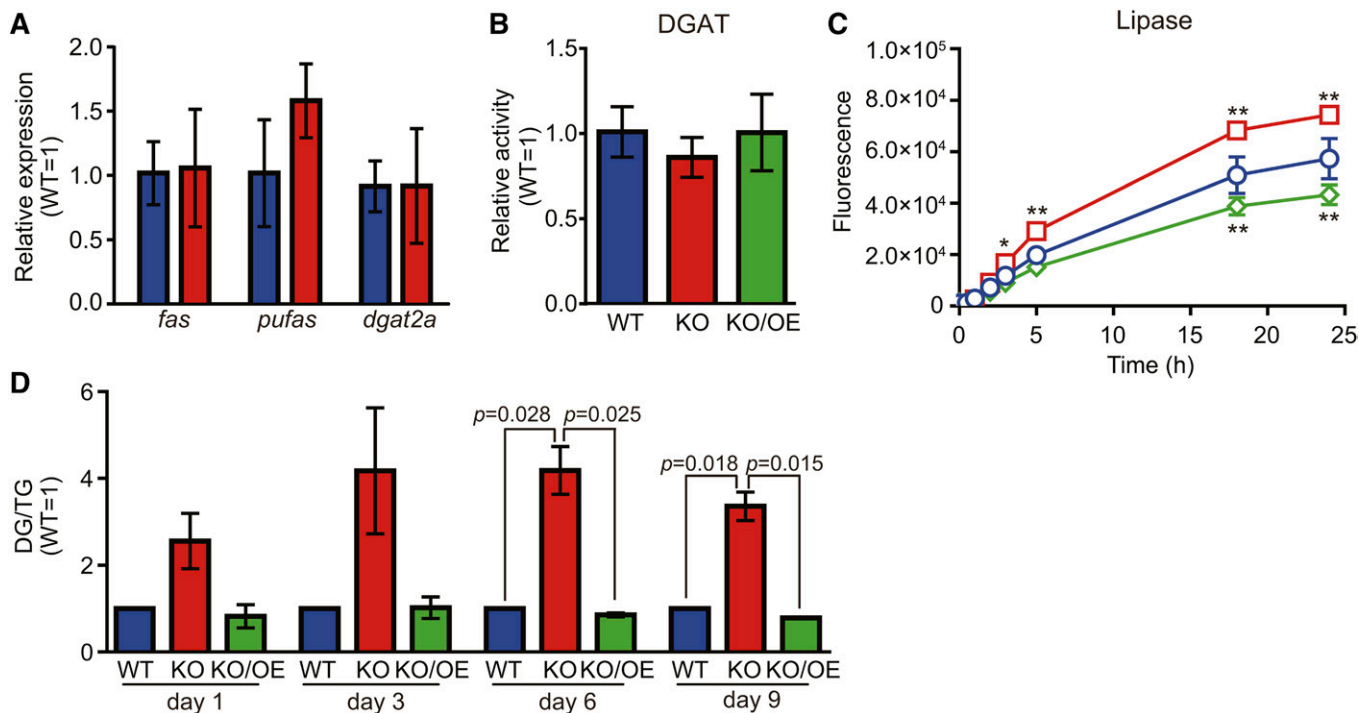 A
Relative expression
(WT=1)
2.0
1.5
1.0
0.5
0.0
fas pufas dgat2a
B
DGAT
Relative activity
(WT=1)
1.5
1.0
0.5
0.0
WT KO KO/OE
C
Lipase
Fluorescence
1.0×10⁵
8.0×10⁴
6.0×10⁴
4.0×10⁴
2.0×10⁴
0
** **
* **
** **
0 5 10 15 20 25
Time (h)
D
DG/TG
(WT=1)
6
4
2
0
p=0.028 p=0.025
p=0.018 p=0.015
WT KO KO/OE WT KO KO/OE WT KO KO/OE WT KO KO/OE
day 1 day 3 day 6 day 9